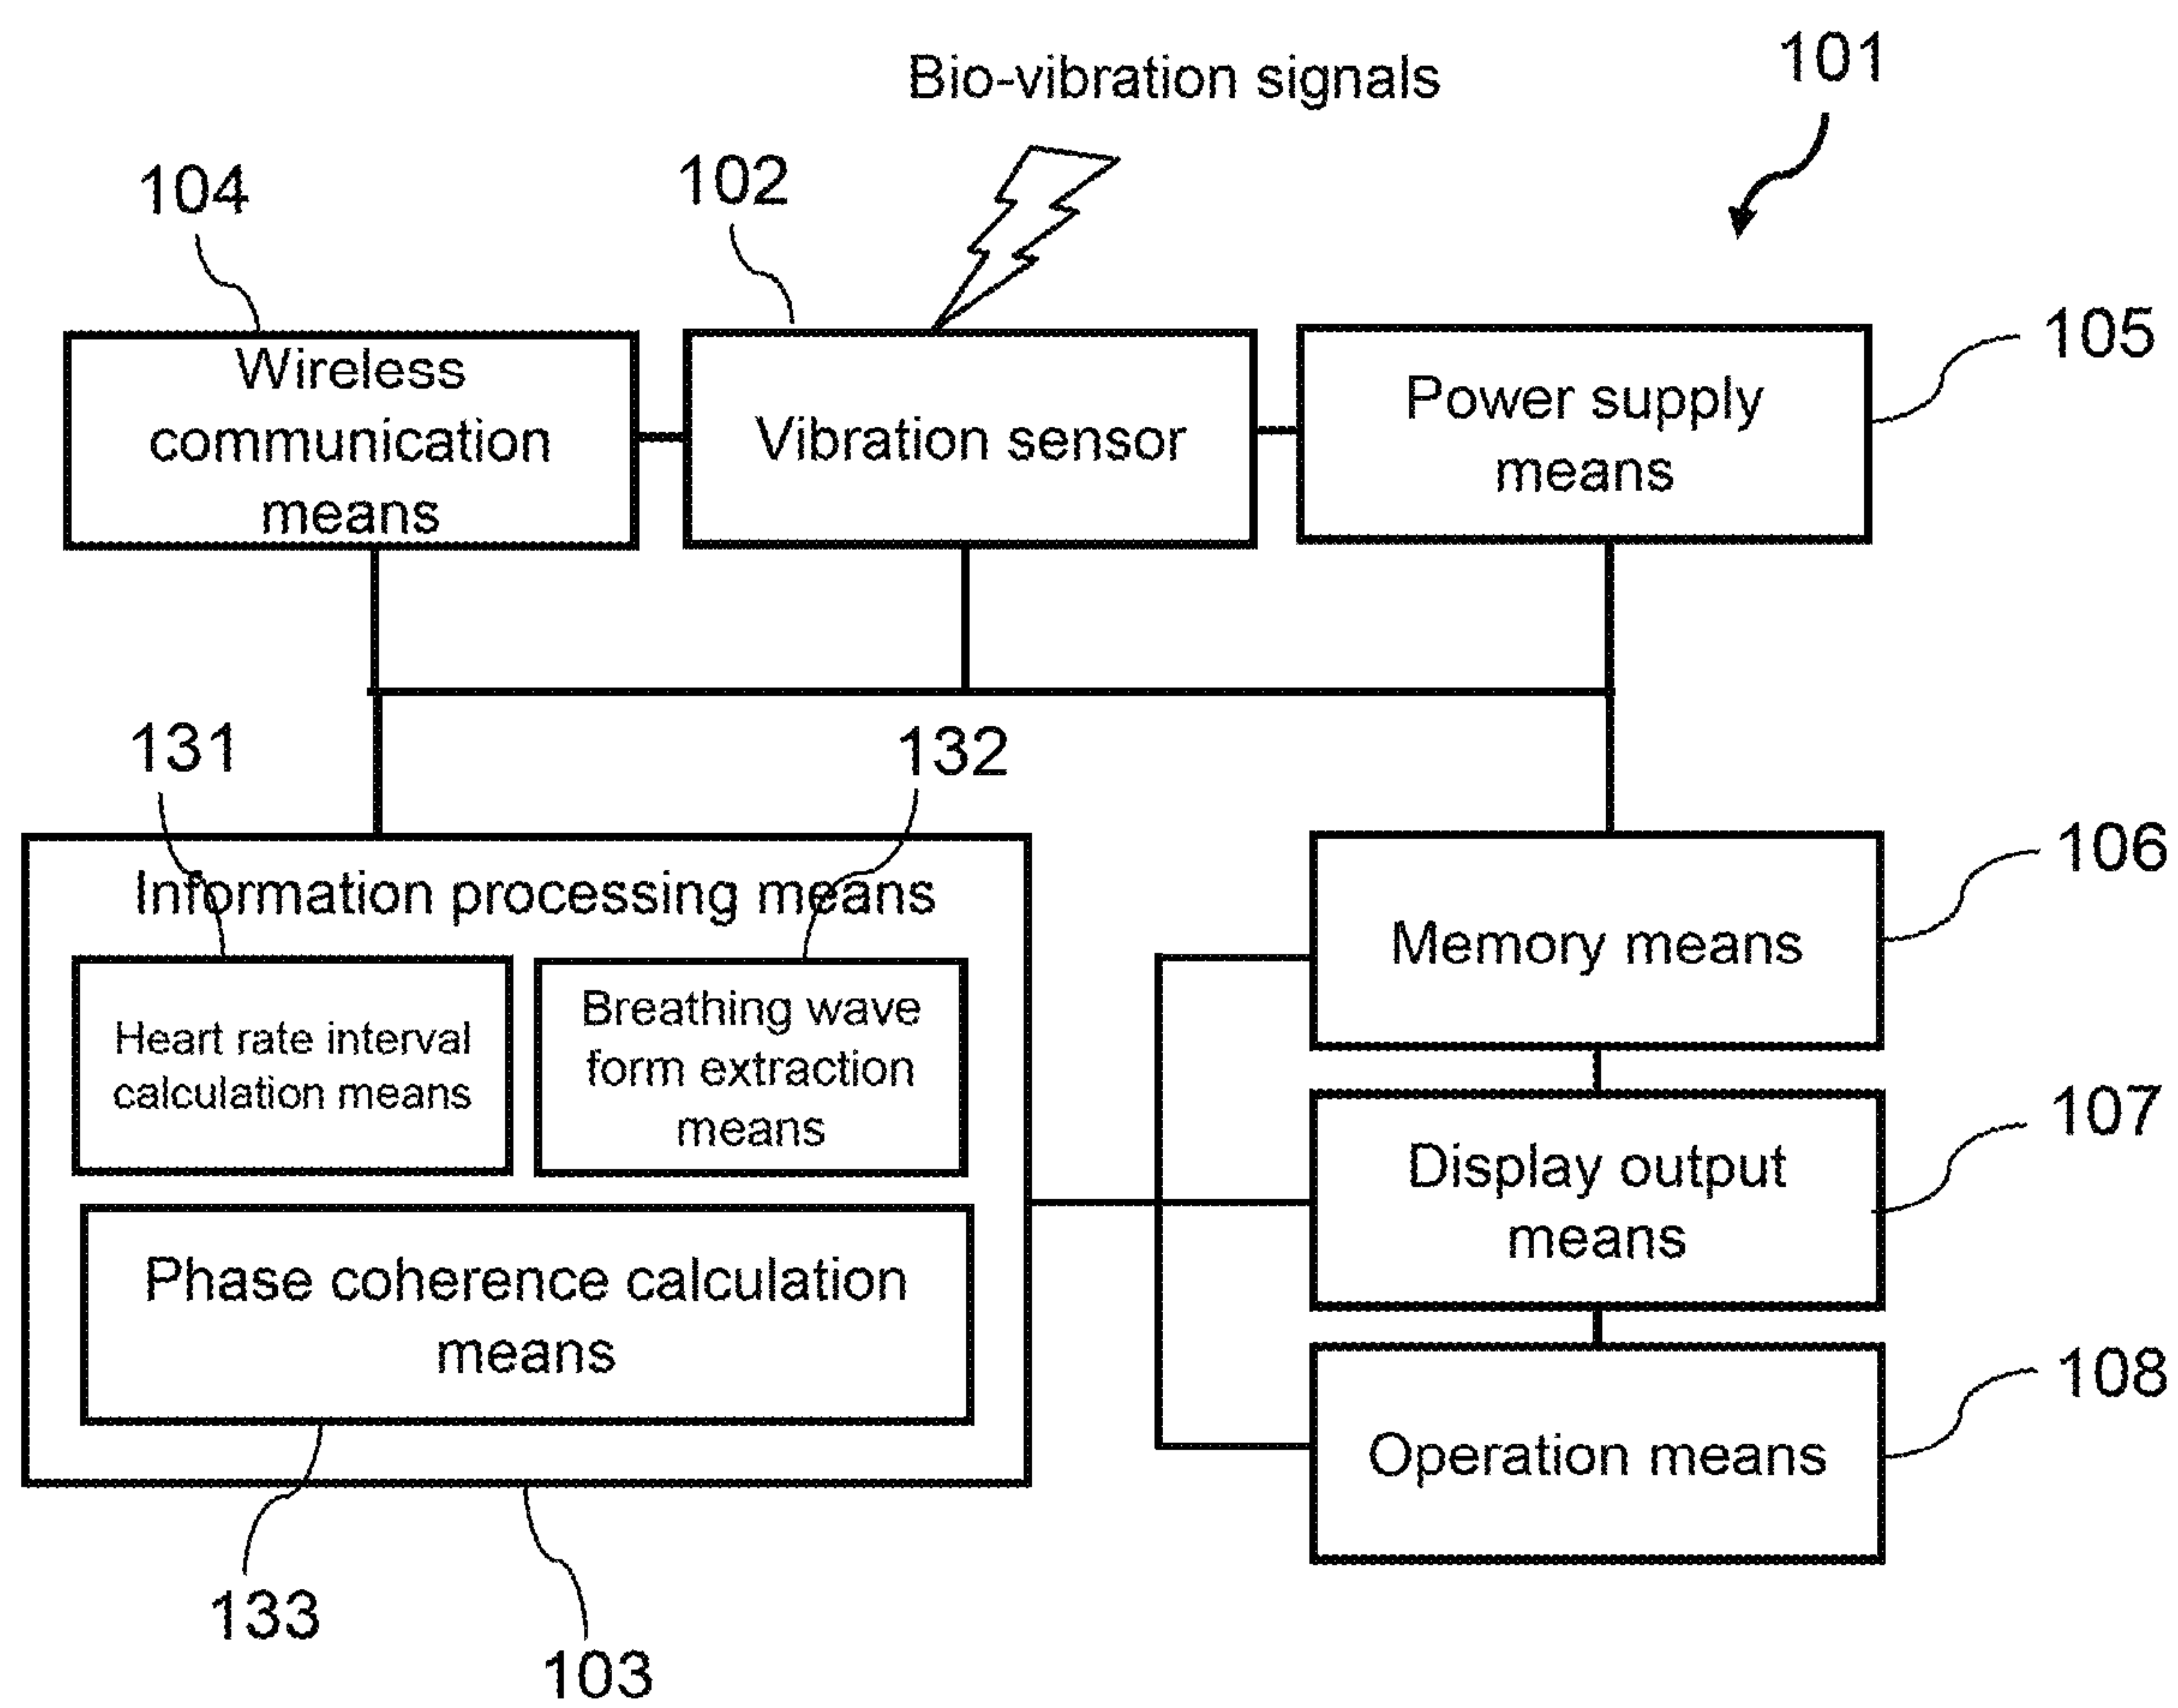 Bio-vibration signals
101
104
102
Wireless
communication
means
Vibration sensor
Power supply
means
105
131
132
Information processing means
Heart rate interval
calculation means
Breathing wave
form extraction
means
Phase coherence calculation
means
133
103
Memory means
106
Display output
means
107
Operation means
108